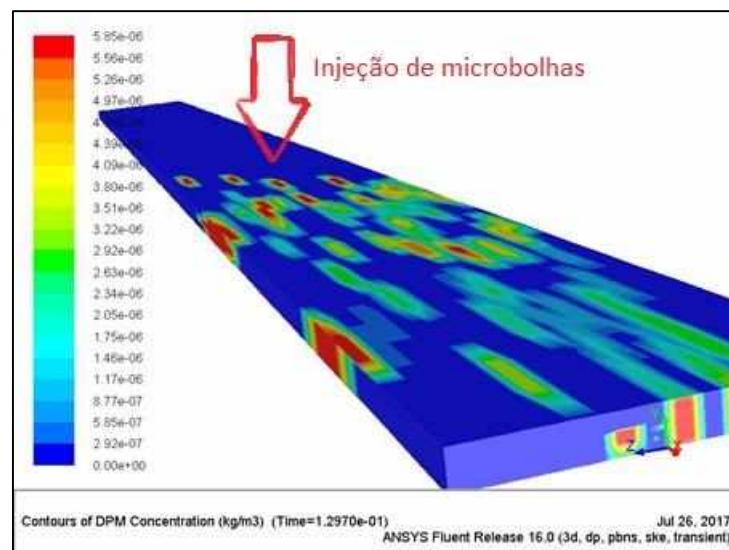 Injeção de microbolhas
5.85e-06
5.56e-06
5.26e-06
4.97e-06
4.39e-06
4.09e-06
3.80e-06
3.51e-06
3.22e-06
2.92e-06
2.63e-06
2.34e-06
2.05e-06
1.75e-06
1.46e-06
1.17e-06
8.77e-07
5.85e-07
2.92e-07
0.00e+00
Z
X
Contours of DPM Concentration (kg/m3) (Time=1.2970e-01)
Jul 26, 2017
ANSYS Fluent Release 16.0 (3d, dp, pbns, ske, transient)